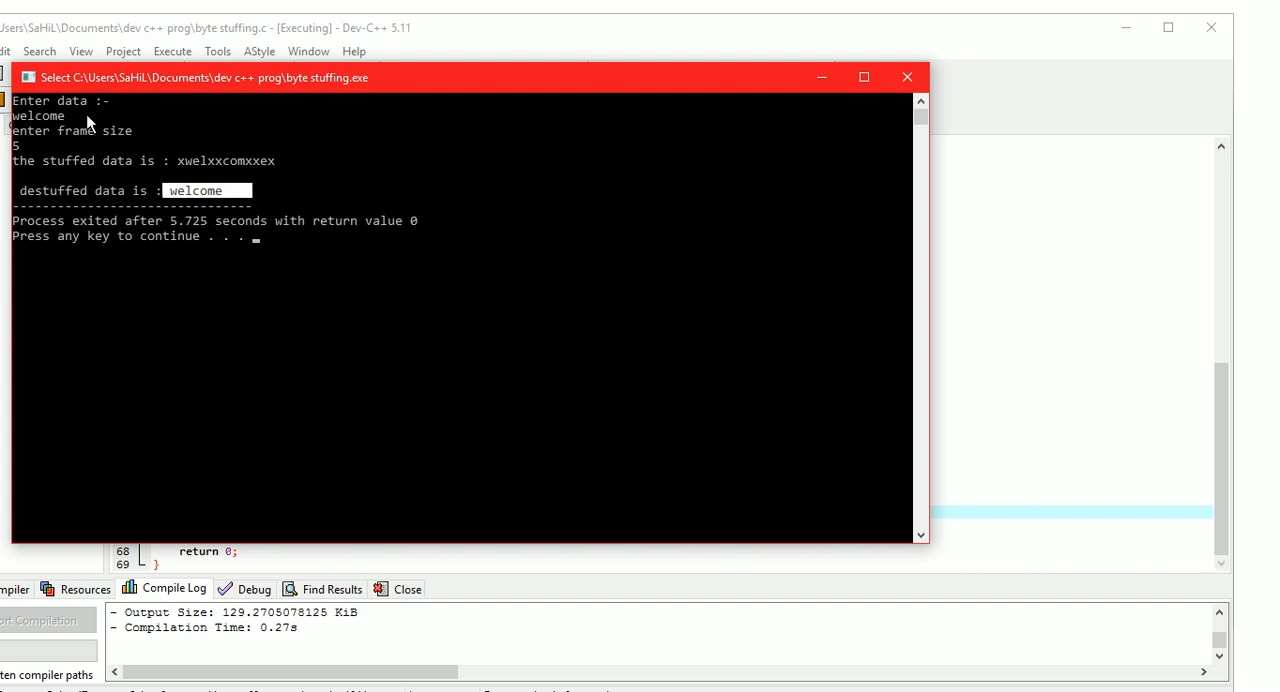 Users\SaHiL\Documents\dev c++ prog\byte stuffing.c - [Executing] - Dev-C++ 5.11
Search View Project Execute Tools AStyle Window Help
Select C:\Users\SaHiL\Documents\dev c++ prog\byte stuffing.exe
Enter data :-
welcome
enter frame size
5
the stuffed data is : xwelxxcomxxex
destuffed data is : welcome
--------------------------------
Process exited after 5.725 seconds with return value 0
Press any key to continue . . .
68 return 0;
69 }
Resources Compile Log Debug Find Results Close
- Output Size: 129.2705078125 KiB
- Compilation Time: 0.27s
Compilation
compiler paths